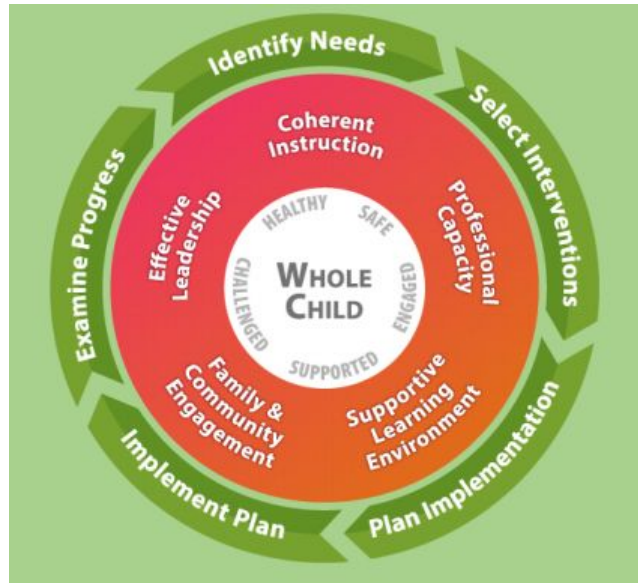 Identify Needs
Select Interventions
Plan Implementation
Implement Plan
Examine Progress
Coherent
Instruction
Professional
Capacity
Supportive
Learning
Environment
Family &
Community
Engagement
Effective
Leadership
HEALTHY
SAFE
ENGAGED
SUPPORTED
CHALLENGED
WHOLE
CHILD